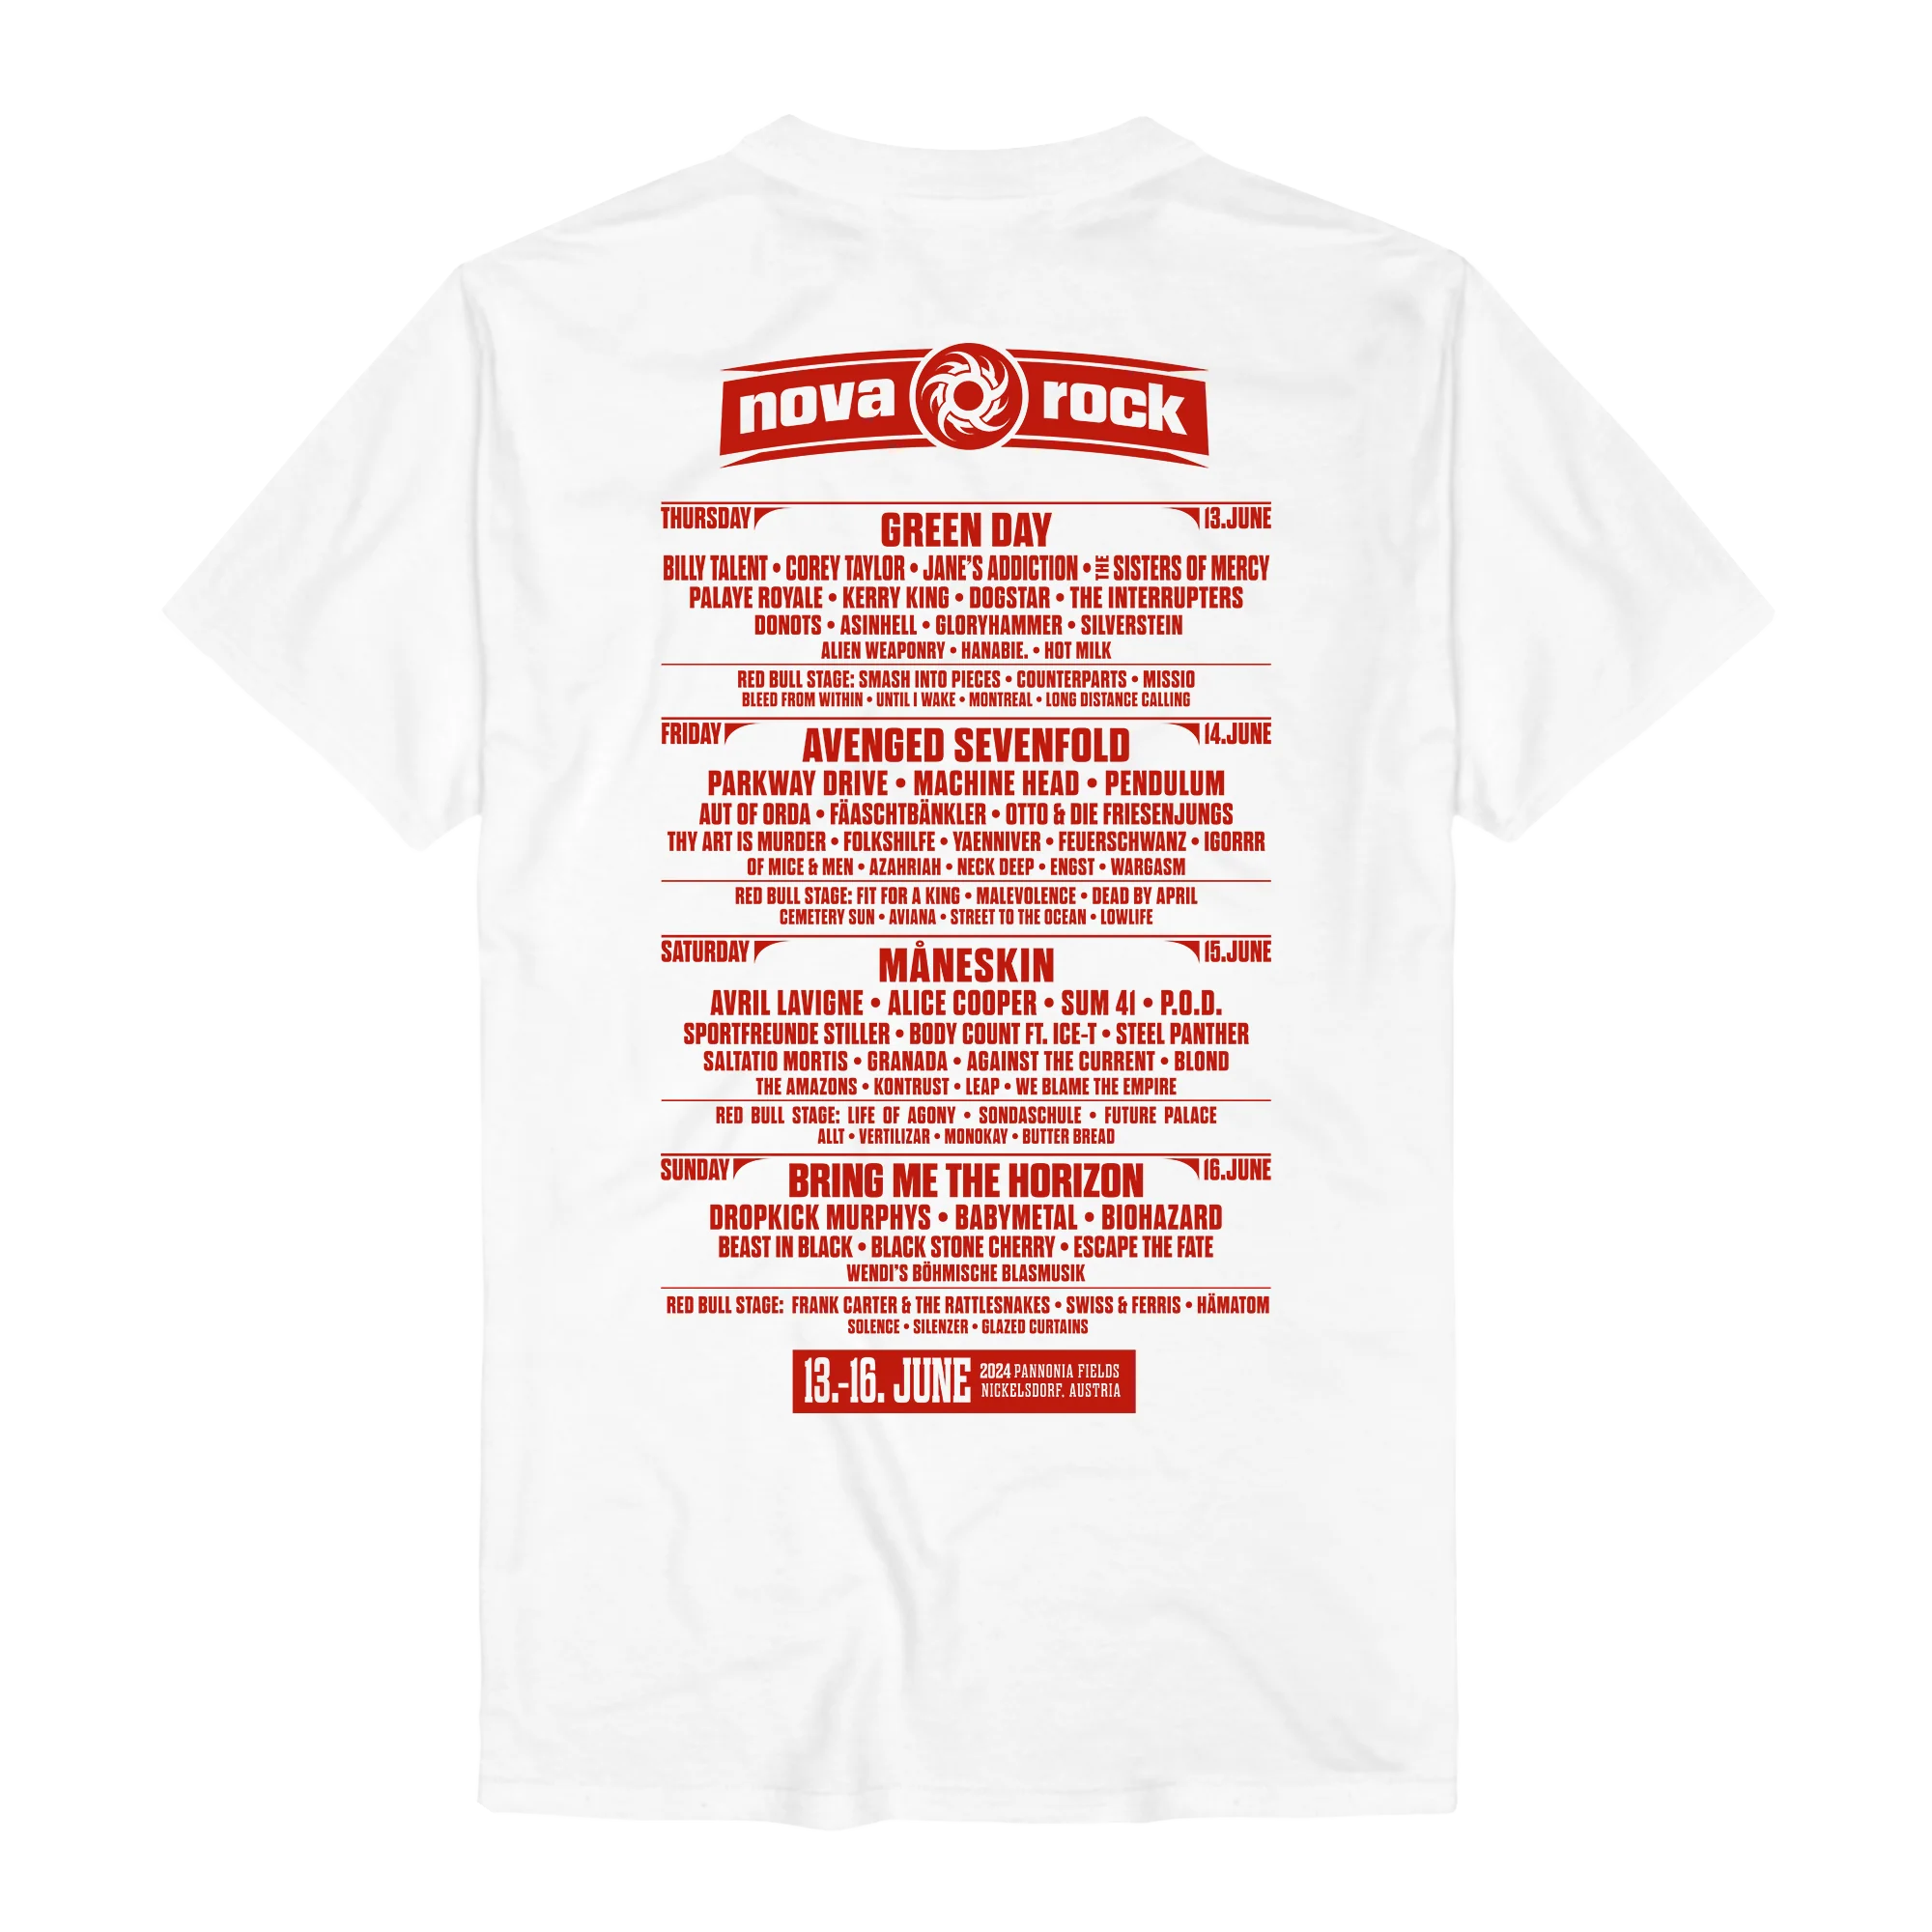 nova rock
THURSDAY GREEN DAY 13.JUNE
BILLY TALENT • COREY TAYLOR • JANE'S ADDICTION • THE SISTERS OF MERCY
PALAYE ROYALE • KERRY KING • DOGSTAR • THE INTERRUPTERS
DONOTS • ASINHELL • GLORYHAMMER • SILVERSTEIN
ALIEN WEAPONRY • HANABIE. • HOT MILK
RED BULL STAGE: SMASH INTO PIECES • COUNTERPARTS • MISSIO
BLEED FROM WITHIN • UNTIL I WAKE • MONTREAL • LONG DISTANCE CALLING
FRIDAY AVENGED SEVENFOLD 14.JUNE
PARKWAY DRIVE • MACHINE HEAD • PENDULUM
AUT OF ORDA • FÄASCHTBÄNKLER • OTTO & DIE FRIESENJUNGS
THY ART IS MURDER • FOLKSHILFE • YAENNIVER • FEUERSCHWANZ • IGORRR
OF MICE & MEN • AZAHRIAH • NECK DEEP • ENGST • WARGASM
RED BULL STAGE: FIT FOR A KING • MALEVOLENCE • DEAD BY APRIL
CEMETERY SUN • AVIANA • STREET TO THE OCEAN • LOWLIFE
SATURDAY MÅNESKIN 15.JUNE
AVRIL LAVIGNE • ALICE COOPER • SUM 41 • P.O.D.
SPORTFREUNDE STILLER • BODY COUNT FT. ICE-T • STEEL PANTHER
SALTATIO MORTIS • GRANADA • AGAINST THE CURRENT • BLOND
THE AMAZONS • KONTRUST • LEAP • WE BLAME THE EMPIRE
RED BULL STAGE: LIFE OF AGONY • SONDASCHULE • FUTURE PALACE
ALLT • VERTILIZAR • MONOKAY • BUTTER BREAD
SUNDAY BRING ME THE HORIZON 16.JUNE
DROPKICK MURPHYS • BABYMETAL • BIOHAZARD
BEAST IN BLACK • BLACK STONE CHERRY • ESCAPE THE FATE
WENDI'S BÖHMISCHE BLASMUSIK
RED BULL STAGE: FRANK CARTER & THE RATTLESNAKES • SWISS & FERRIS • HÄMATOM
SOLENCE • SILENZER • GLAZED CURTAINS
13.-16. JUNE 2024 PANNONIA FIELDS
NICKELSDORF. AUSTRIA